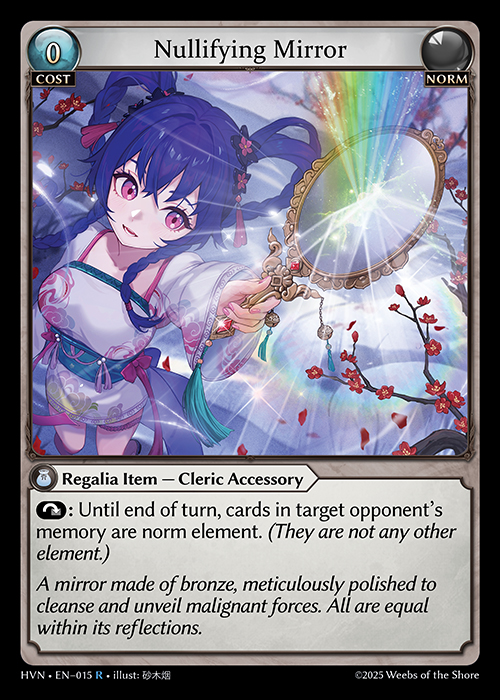 0
Nullifying Mirror
COST
NORM
Regalia Item — Cleric Accessory
: Until end of turn, cards in target opponent's
memory are norm element. (They are not any other
element.)
A mirror made of bronze, meticulously polished to
cleanse and unveil malignant forces. All are equal
within its reflections.
HVN • EN-015 R • illust: 砂木烟
©2025 Weebs of the Shore